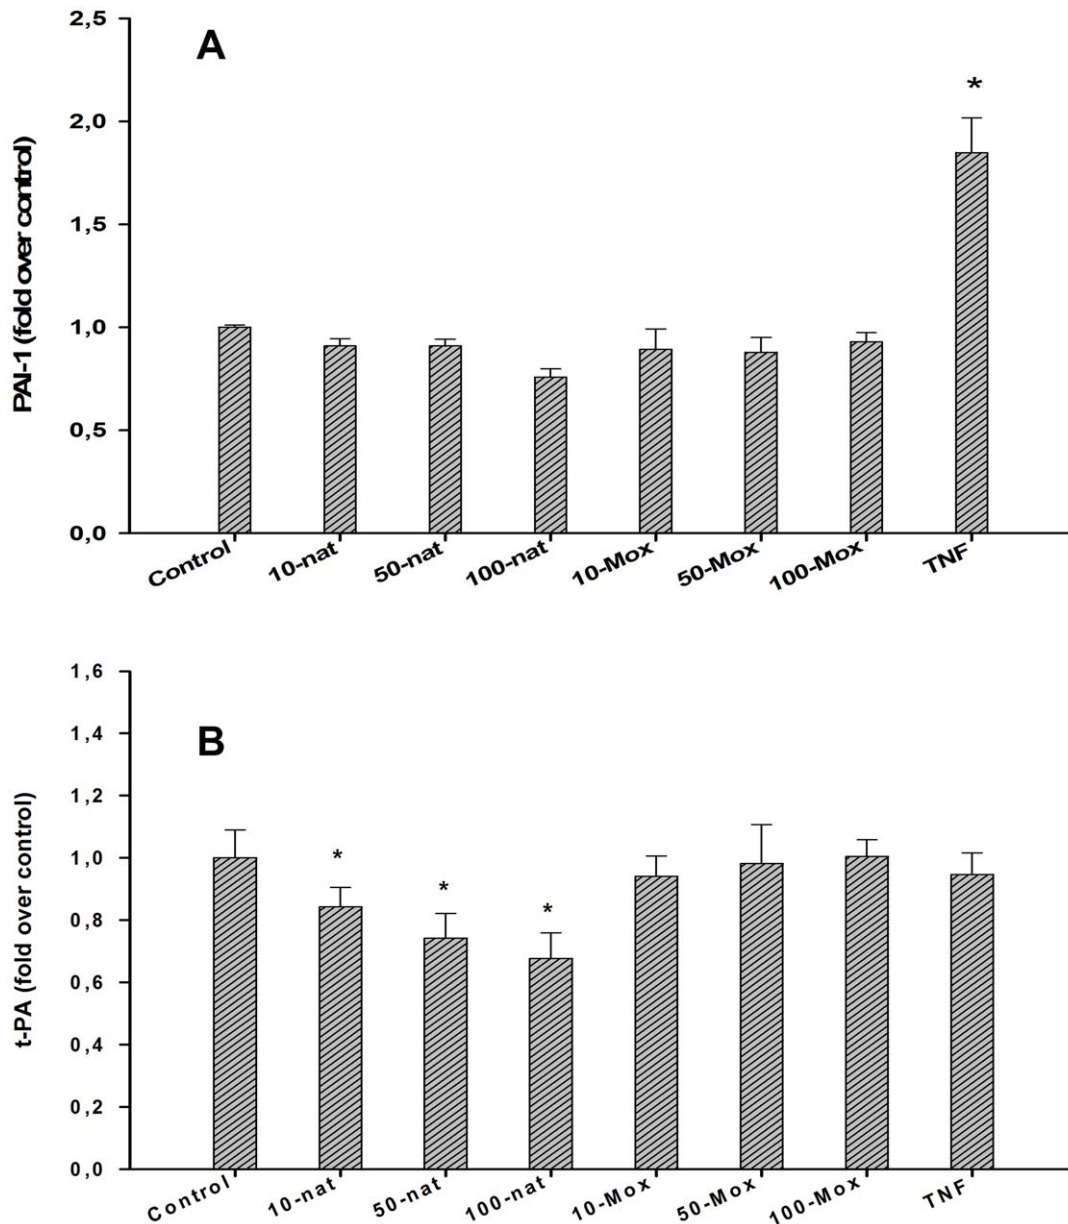 A
PAI-1 (fold over control)
2,5
2,0
1,5
1,0
0,5
0,0
*
Control
10-nat
50-nat
100-nat
10-Mox
50-Mox
100-Mox
TNF
B
t-PA (fold over control)
1,6
1,4
1,2
1,0
0,8
0,6
0,4
0,2
0,0
*
*
*
Control
10-nat
50-nat
100-nat
10-Mox
50-Mox
100-Mox
TNF